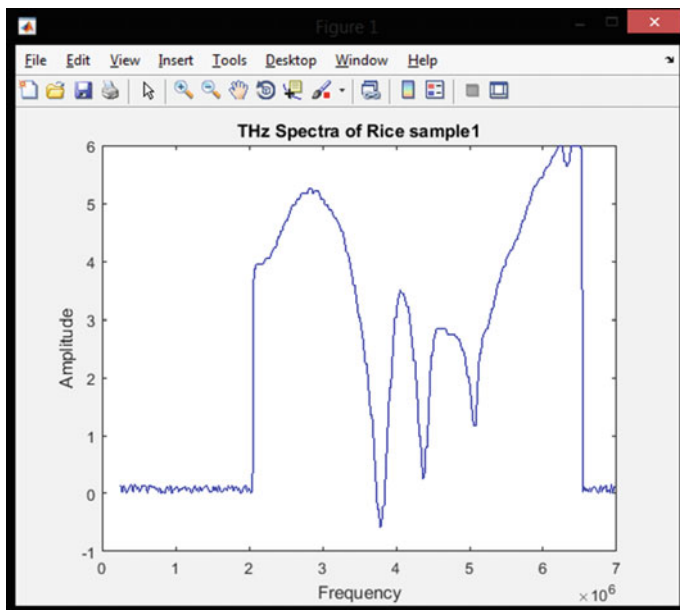 Figure 1
File Edit View Insert Tools Desktop Window Help
THz Spectra of Rice sample1
6
5
4
3
2
1
0
-1
Amplitude
0 1 2 3 4 5 6 7
Frequency
×10^6